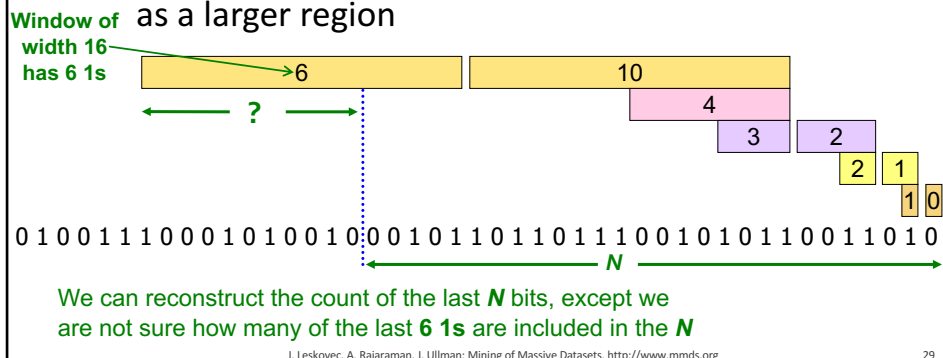 as a larger region
Window of
width 16
has 6 1s
6
10
?
4
3
2
2
1
1
0
0 1 0 0 1 1 1 0 0 0 1 0 1 0 0 1 0 0 0 1 0 1 1 0 1 1 0 1 1 1 0 0 1 0 1 0 1 1 0 0 1 1 0 1 0
N
We can reconstruct the count of the last N bits, except we
are not sure how many of the last 6 1s are included in the N
J. Leskovec, A. Rajaraman, J. Ullman: Mining of Massive Datasets, http://www.mmds.org
29